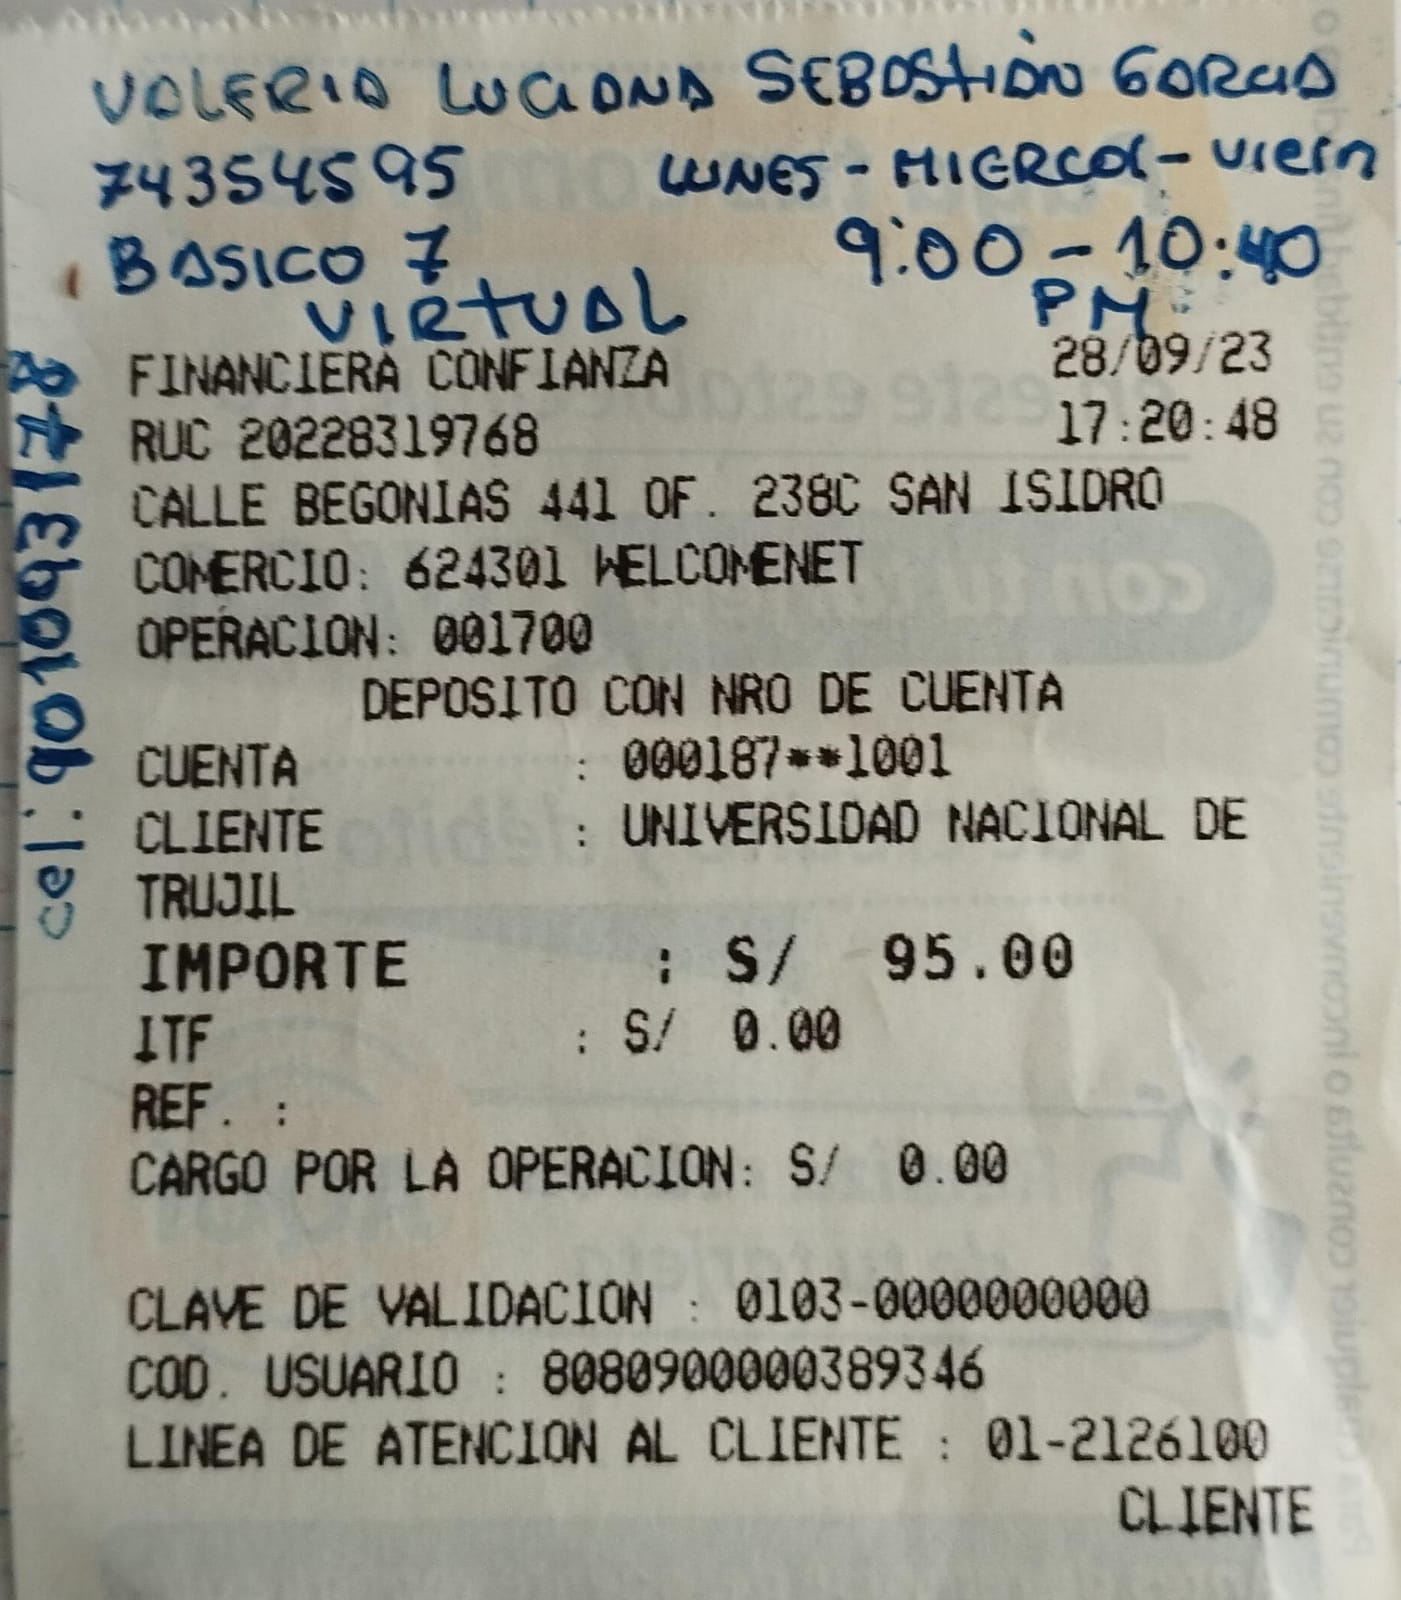 VALERIA LUCIANA SEBASTIÁN GARCIA
74354595 LUNES - MIERCOL - VIERN
BASICO 7 9:00 - 10:40
VIRTUAL PM
cel: 901093178
FINANCIERA CONFIANZA 28/09/23
RUC 20228319768 17:20:48
CALLE BEGONIAS 441 OF. 238C SAN ISIDRO
COMERCIO: 624301 WELCOMENET
OPERACION: 001700
DEPOSITO CON NRO DE CUENTA
CUENTA : 000187**1001
CLIENTE : UNIVERSIDAD NACIONAL DE
TRUJIL
IMPORTE : S/ 95.00
ITF : S/ 0.00
REF. :
CARGO POR LA OPERACION: S/ 0.00
CLAVE DE VALIDACION : 0103-0000000000
COD. USUARIO : 8080900000389346
LINEA DE ATENCION AL CLIENTE : 01-2126100
CLIENTE